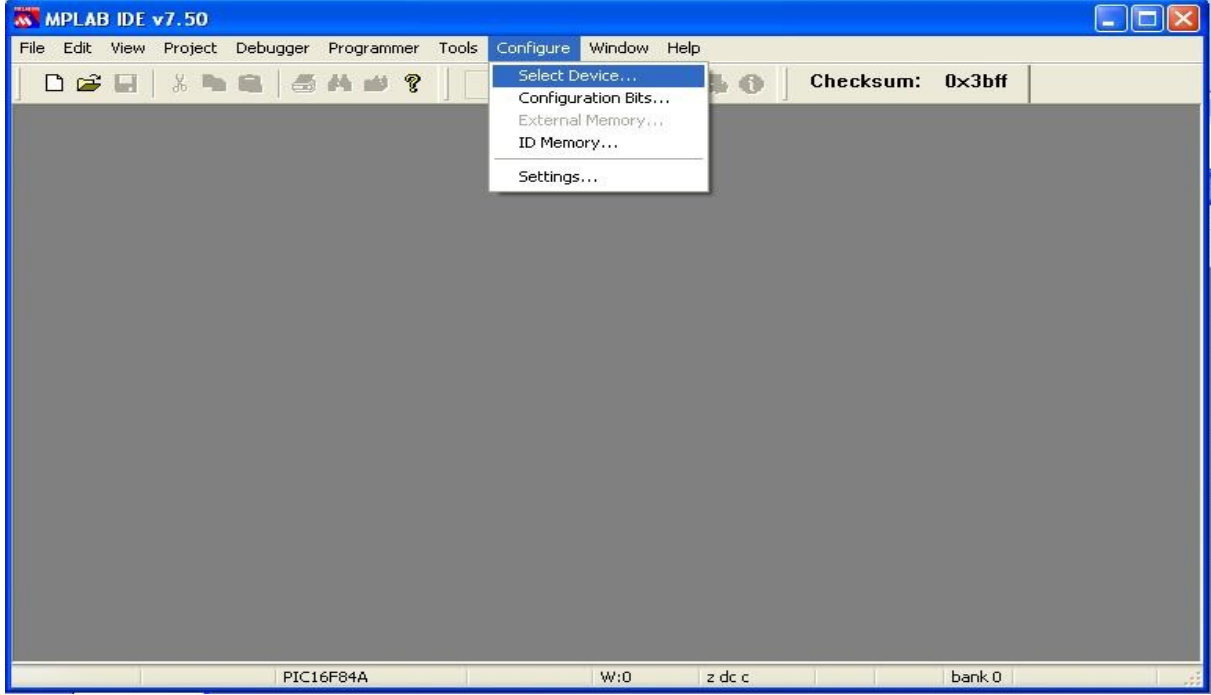 MPLAB IDE v7.50
File Edit View Project Debugger Programmer Tools Configure Window Help
Checksum: 0x3bff
Select Device...
Configuration Bits...
External Memory...
ID Memory...
Settings...
PIC16F84A W:0 z dc c bank 0